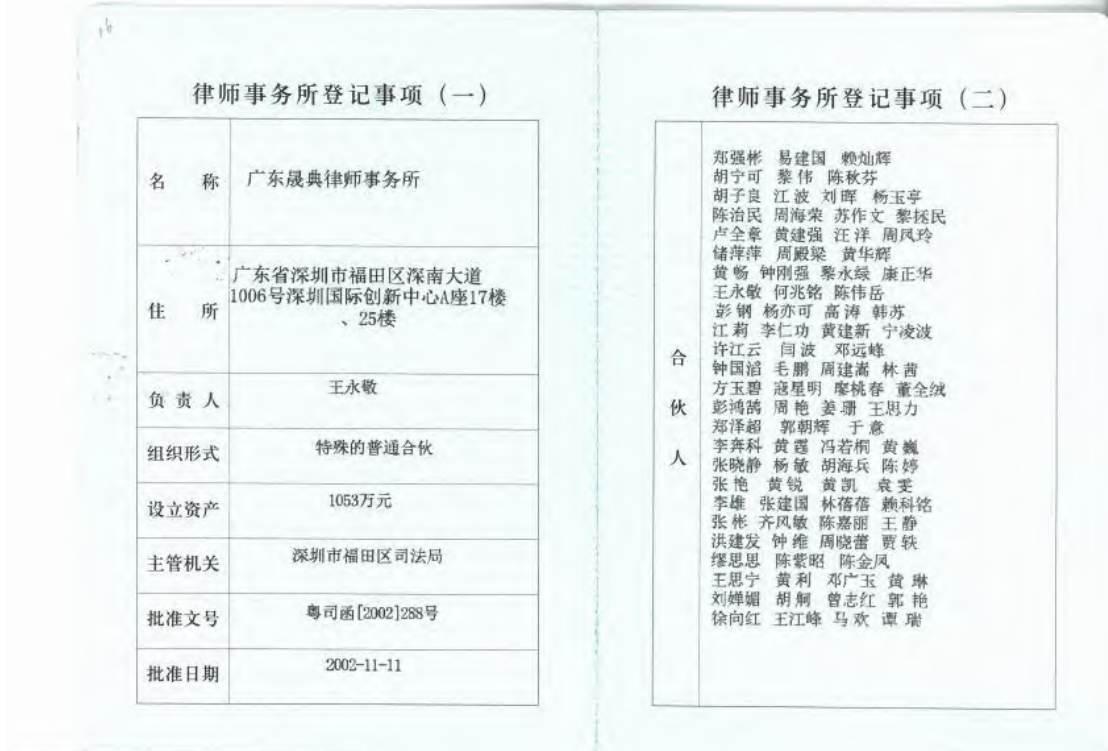 16
律师事务所登记事项（一）
名 称 广东晟典律师事务所
住 所 广东省深圳市福田区深南大道
1006号深圳国际创新中心A座17楼
、25楼
负责人 王永敬
组织形式 特殊的普通合伙
设立资产 1053万元
主管机关 深圳市福田区司法局
批准文号 粤司函[2002]288号
批准日期 2002-11-11
律师事务所登记事项（二）
合伙人
郑强彬 易建国 赖灿辉
胡宁可 黎伟 陈秋芬
胡子良 江波 刘晖 杨玉亭
陈治民 周海荣 苏作文 黎拯民
卢全章 黄建强 汪洋 周凤玲
储萍萍 周殿梁 黄华辉
黄畅 钟刚强 黎永绿 廉正华
王永敬 何兆铭 陈伟岳
彭钢 杨亦可 高涛 韩苏
江莉 李仁功 黄建新 宁凌波
许江云 闫波 邓远峰
钟国滔 毛鹏 周建嵩 林茜
方玉碧 寇星明 廖桃春 董全绒
彭鸿鹄 周艳 姜珊 王思力
郑泽超 郭朝辉 于意
李奔科 黄霆 冯若桐 黄巍
张晓静 杨敏 胡海兵 陈婷
张艳 黄锐 黄凯 袁雯
李雄 张建国 林蓓蓓 赖科铭
张彬 齐风敏 陈嘉丽 王静
洪建发 钟维 周晓蕾 贾轶
缪思思 陈紫昭 陈金凤
王思宁 黄利 邓广玉 黄琳
刘婵媚 胡舸 曾志红 郭艳
徐向红 王江峰 马欢 谭瑞